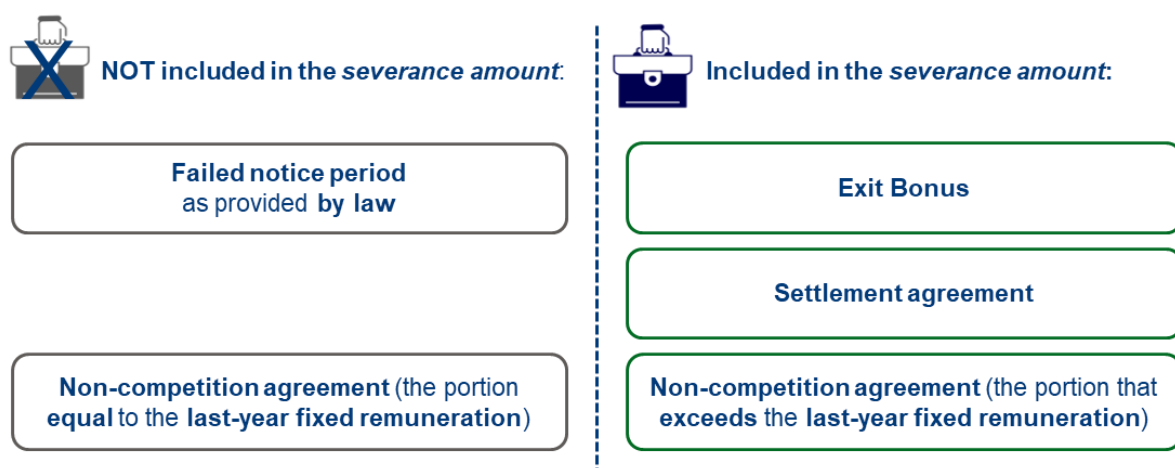 NOT included in the severance amount:
Failed notice period
as provided by law
Non-competition agreement (the portion
equal to the last-year fixed remuneration)
Included in the severance amount:
Exit Bonus
Settlement agreement
Non-competition agreement (the portion that
exceeds the last-year fixed remuneration)